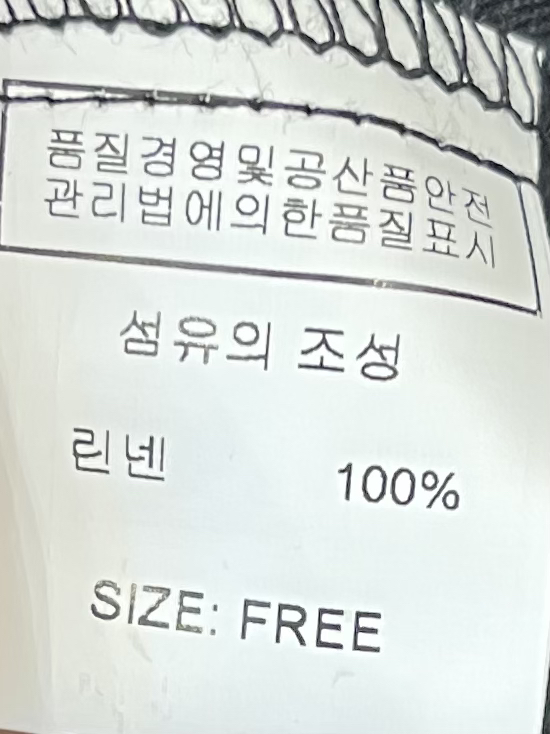 품질경영및공산품안전
관리법에의한품질표시
섬유의 조성
린넨 100%
SIZE: FREE